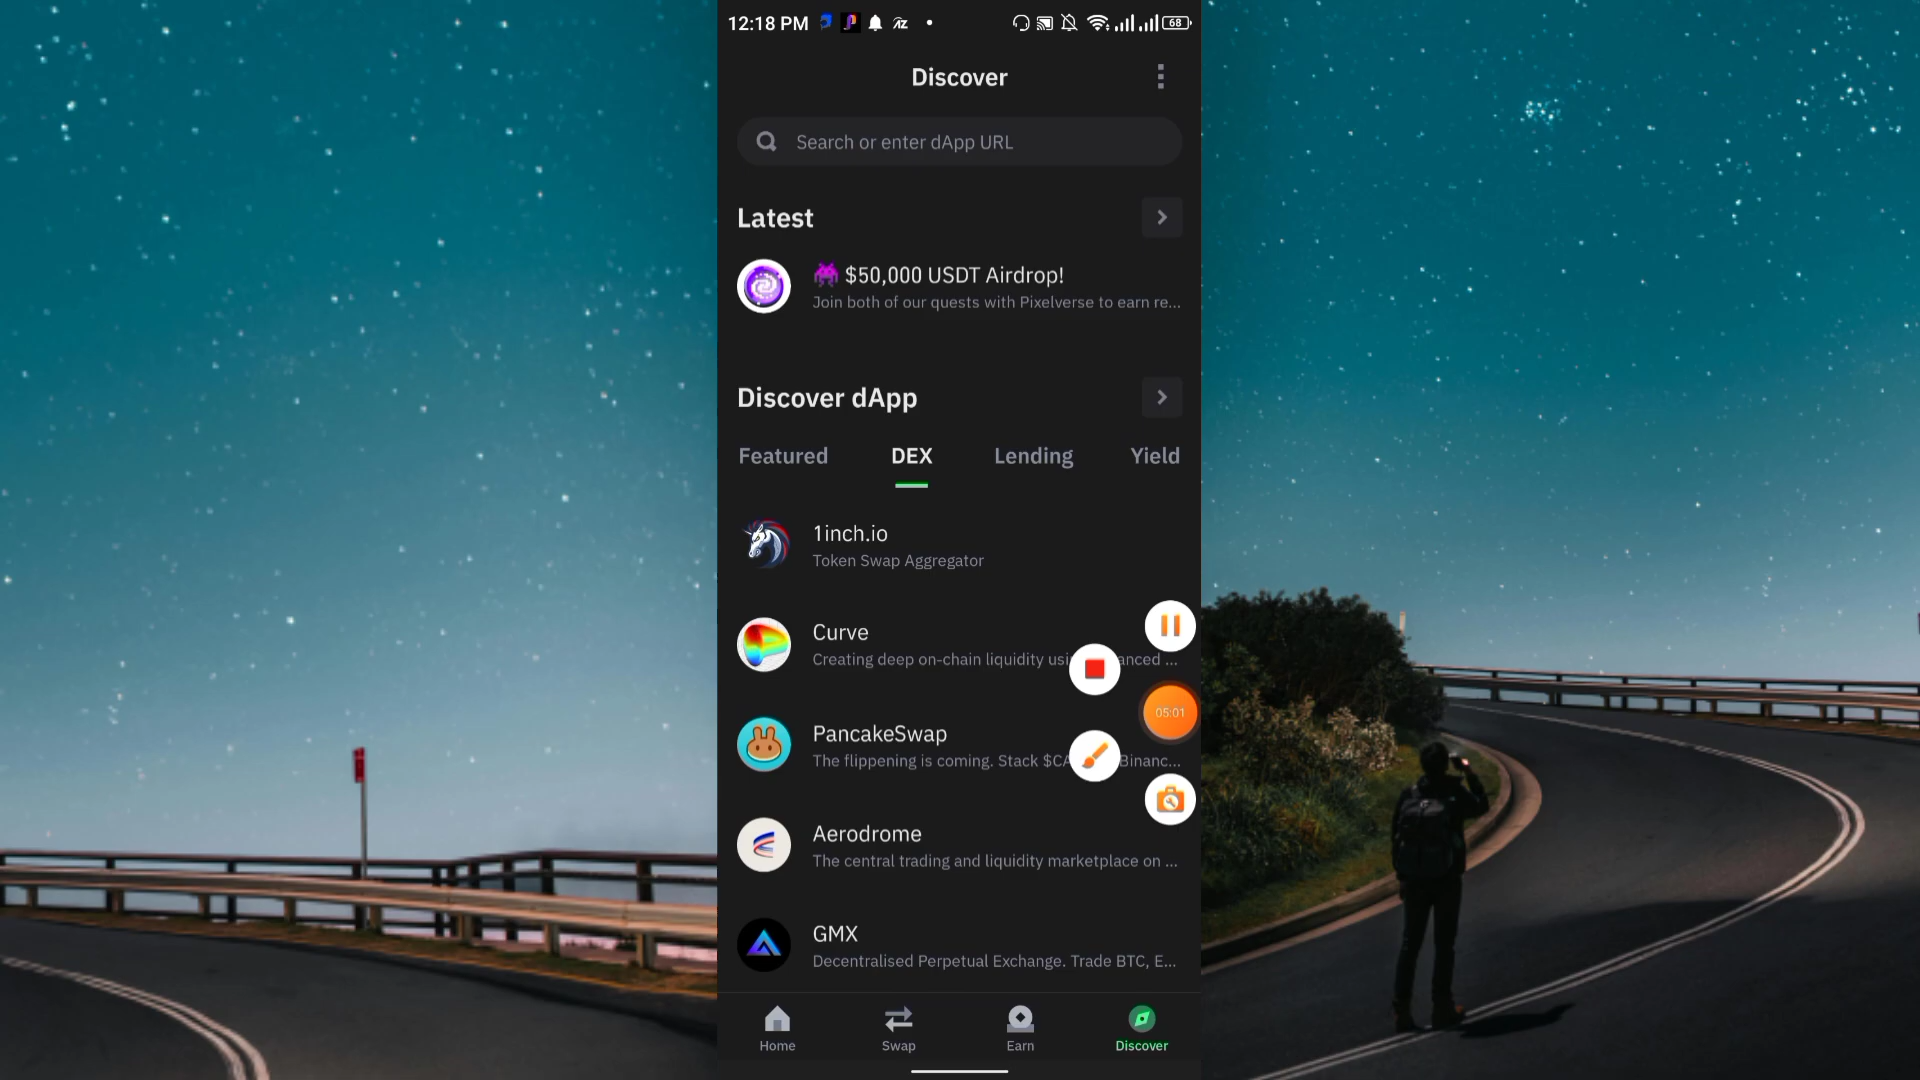 12:18 PM
68
Discover
Search or enter dApp URL
Latest
$50,000 USDT Airdrop!
Join both of our quests with Pixelverse to earn re...
Discover dApp
Featured DEX Lending Yield
1inch.io
Token Swap Aggregator
Curve
Creating deep on-chain liquidity usi anced ...
PancakeSwap
The flippening is coming. Stack $CA Binanc...
05:01
Aerodrome
The central trading and liquidity marketplace on ...
GMX
Decentralised Perpetual Exchange. Trade BTC, E...
Home Swap Earn Discover